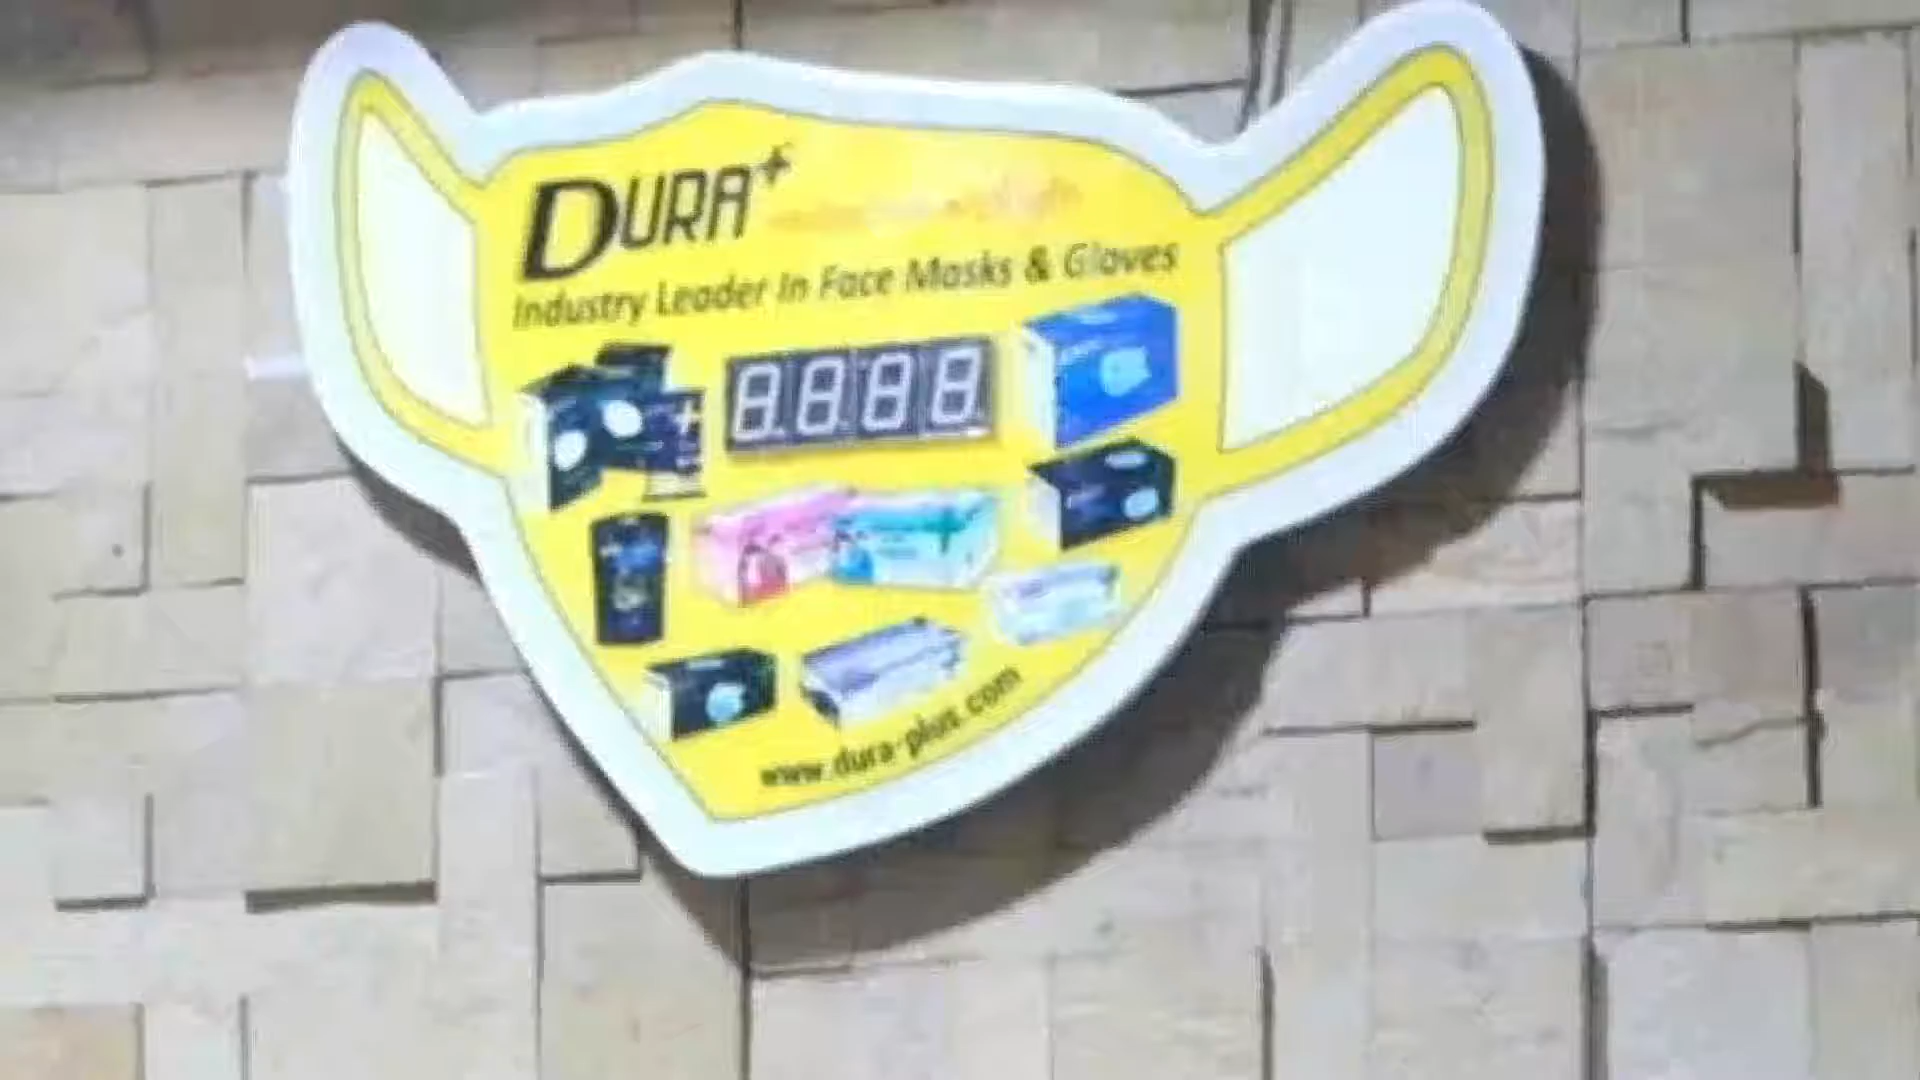 DURA+
Industry Leader In Face Masks & Gloves
8.8.8.8.
www.dura-plus.com